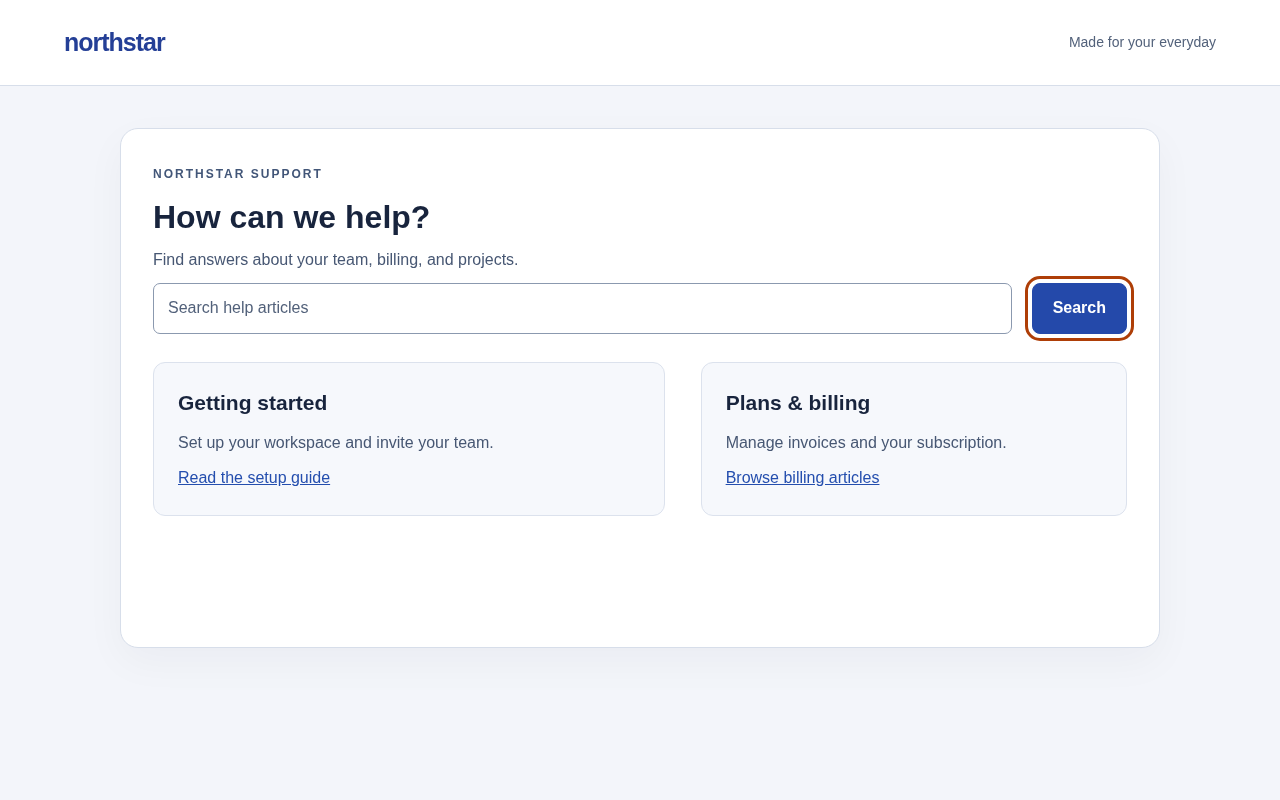 northstar
Made for your everyday
NORTHSTAR SUPPORT
How can we help?
Find answers about your team, billing, and projects.
Search help articles
Search
Getting started
Set up your workspace and invite your team.
Read the setup guide
Plans & billing
Manage invoices and your subscription.
Browse billing articles